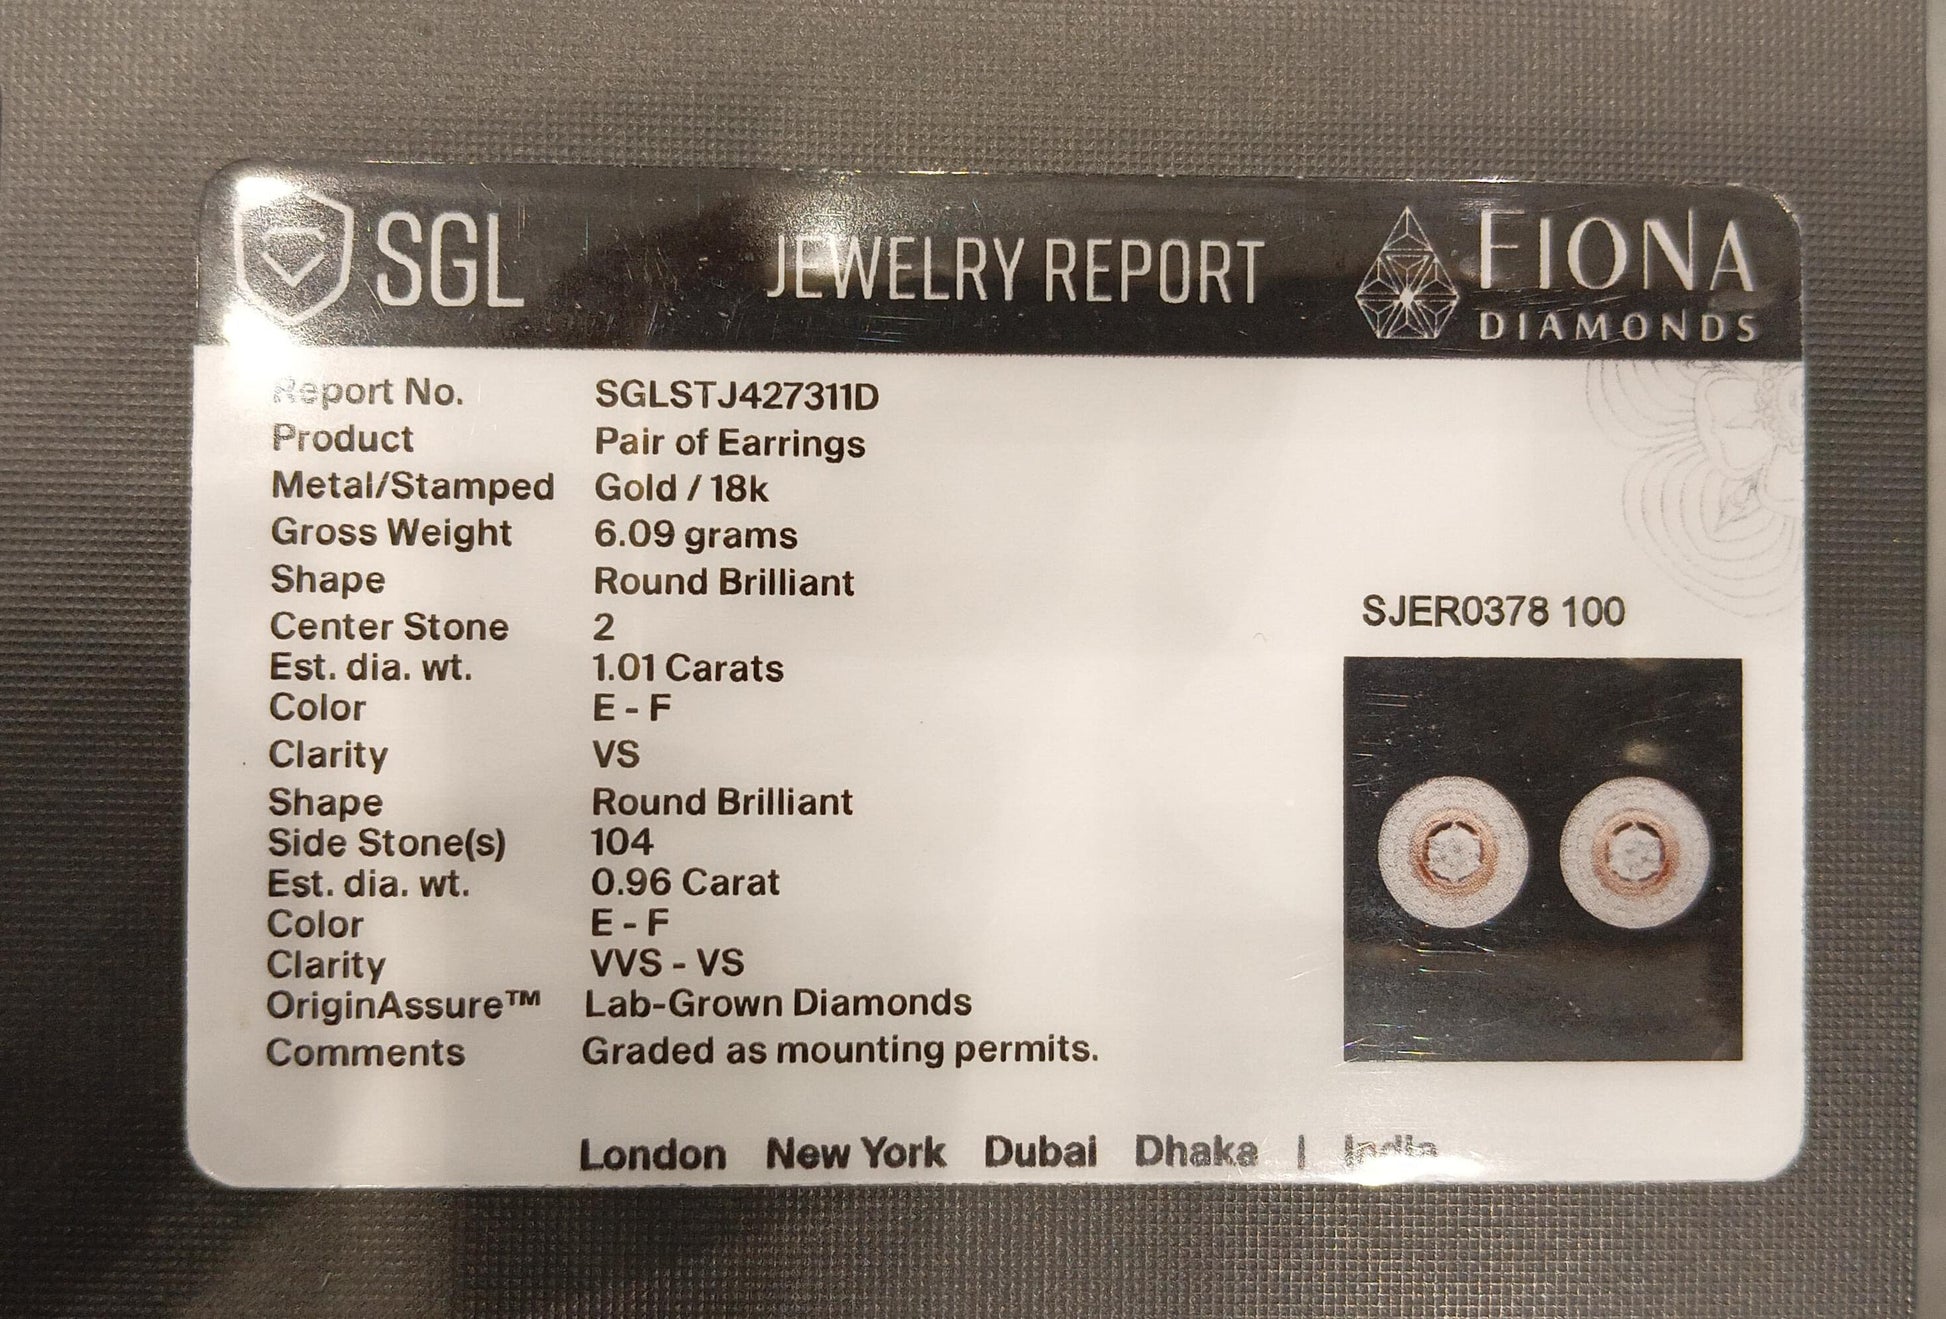 SGL
JEWELRY REPORT
FIONA
DIAMONDS
Report No. SGLSTJ427311D
Product Pair of Earrings
Metal/Stamped Gold / 18k
Gross Weight 6.09 grams
Shape Round Brilliant
Center Stone 2
Est. dia. wt. 1.01 Carats
Color E - F
Clarity VS
Shape Round Brilliant
Side Stone(s) 104
Est. dia. wt. 0.96 Carat
Color E - F
Clarity VVS - VS
OriginAssure™ Lab-Grown Diamonds
Comments Graded as mounting permits.
SJER0378 100
London New York Dubai Dhaka | India